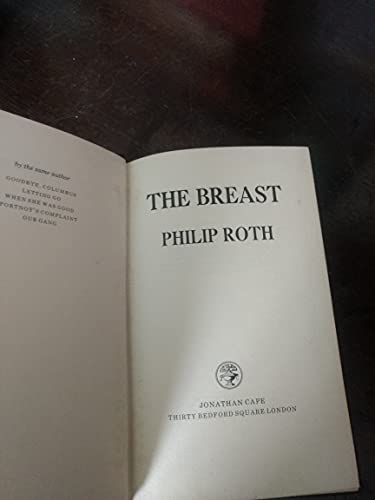 by the same author
GOODBYE, COLUMBUS
LETTING GO
WHEN SHE WAS GOOD
PORTNOY'S COMPLAINT
OUR GANG
THE BREAST
PHILIP ROTH
JONATHAN CAPE
THIRTY BEDFORD SQUARE LONDON